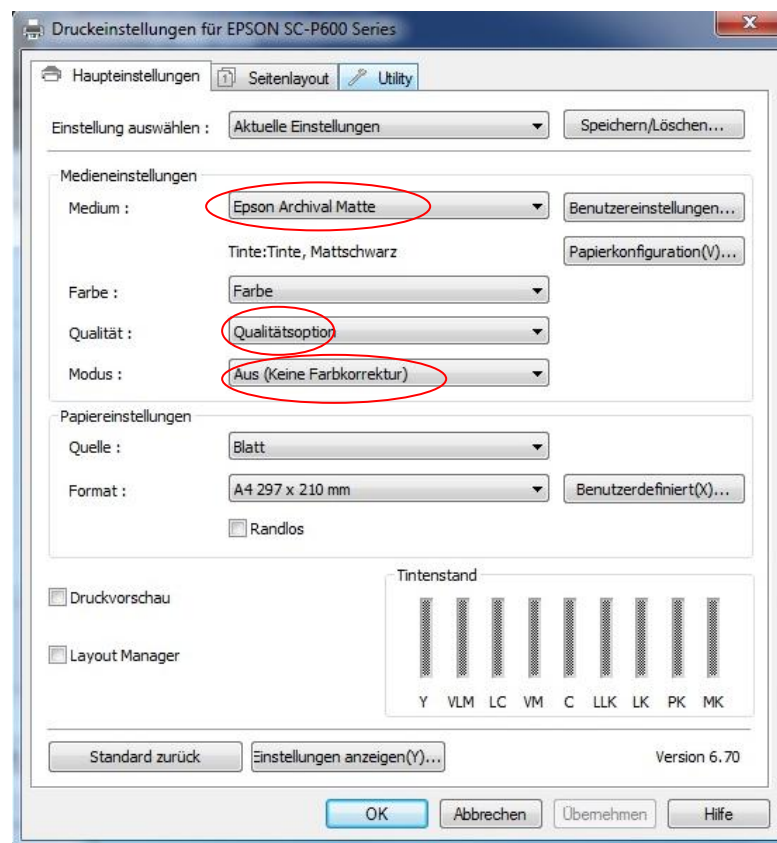 Druckeinstellungen für EPSON SC-P600 Series
Haupteinstellungen Seitenlayout Utility
Einstellung auswählen : Aktuelle Einstellungen Speichern/Löschen...
Medieneinstellungen
Medium : Epson Archival Matte Benutzereinstellungen...
Tinte:Tinte, Mattschwarz Papierkonfiguration(V)...
Farbe : Farbe
Qualität : Qualitätsoption
Modus : Aus (Keine Farbkorrektur)
Papiereinstellungen
Quelle : Blatt
Format : A4 297 x 210 mm Benutzerdefiniert(X)...
Randlos
Tintenstand
Druckvorschau
Layout Manager
Y VLM LC VM C LLK LK PK MK
Standard zurück Einstellungen anzeigen(Y)... Version 6.70
OK Abbrechen Übernehmen Hilfe